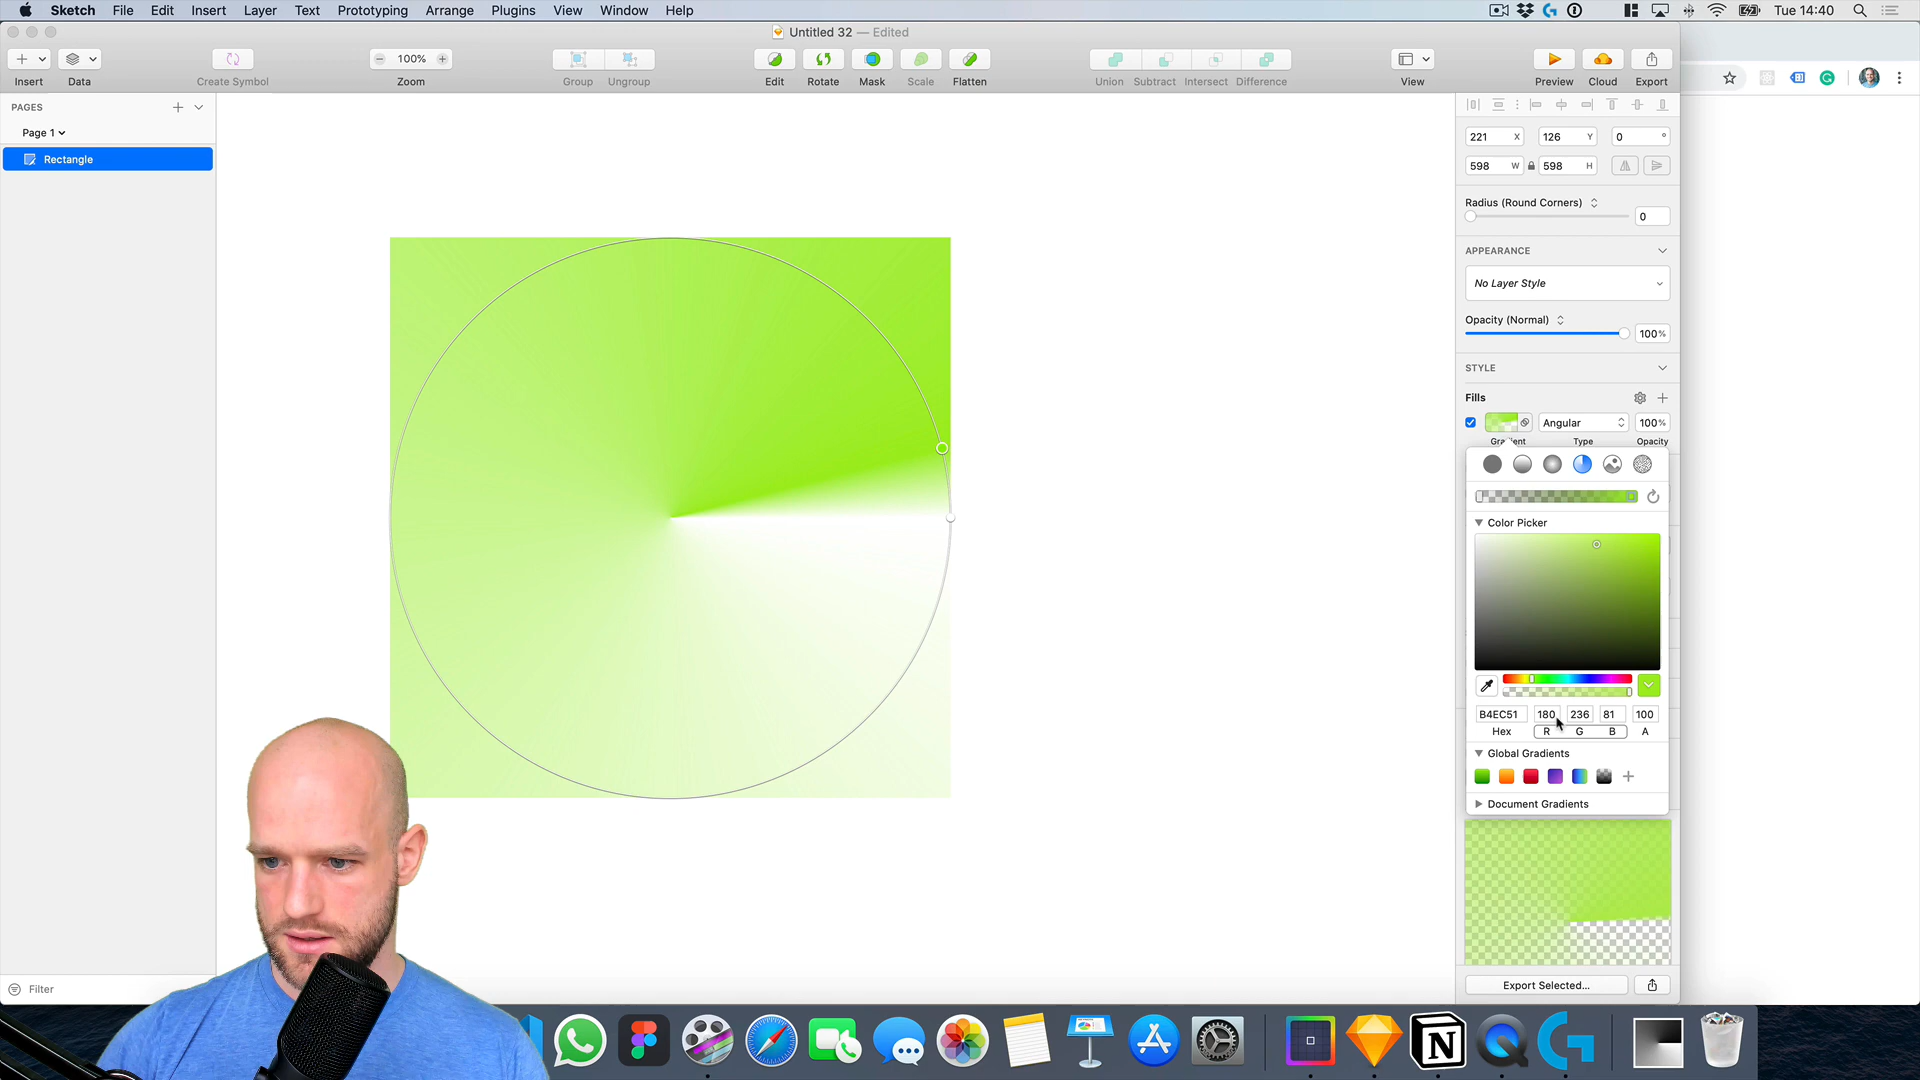 Sketch File Edit Insert Layer Text Prototyping Arrange Plugins View Window Help
Tue 14:40
Untitled 32 — Edited
100%
Insert Data Create Symbol Zoom Group Ungroup Edit Rotate Mask Scale Flatten Union Subtract Intersect Difference View Preview Cloud Export
PAGES
Page 1
Rectangle
Filter
221 X 126 Y 0 °
598 W 598 H
Radius (Round Corners)
0
APPEARANCE
No Layer Style
Opacity (Normal)
100%
STYLE
Fills
Angular 100%
Gradient Type Opacity
Color Picker
B4EC51 180 236 81 100
Hex R G B A
Global Gradients
Document Gradients
Export Selected...